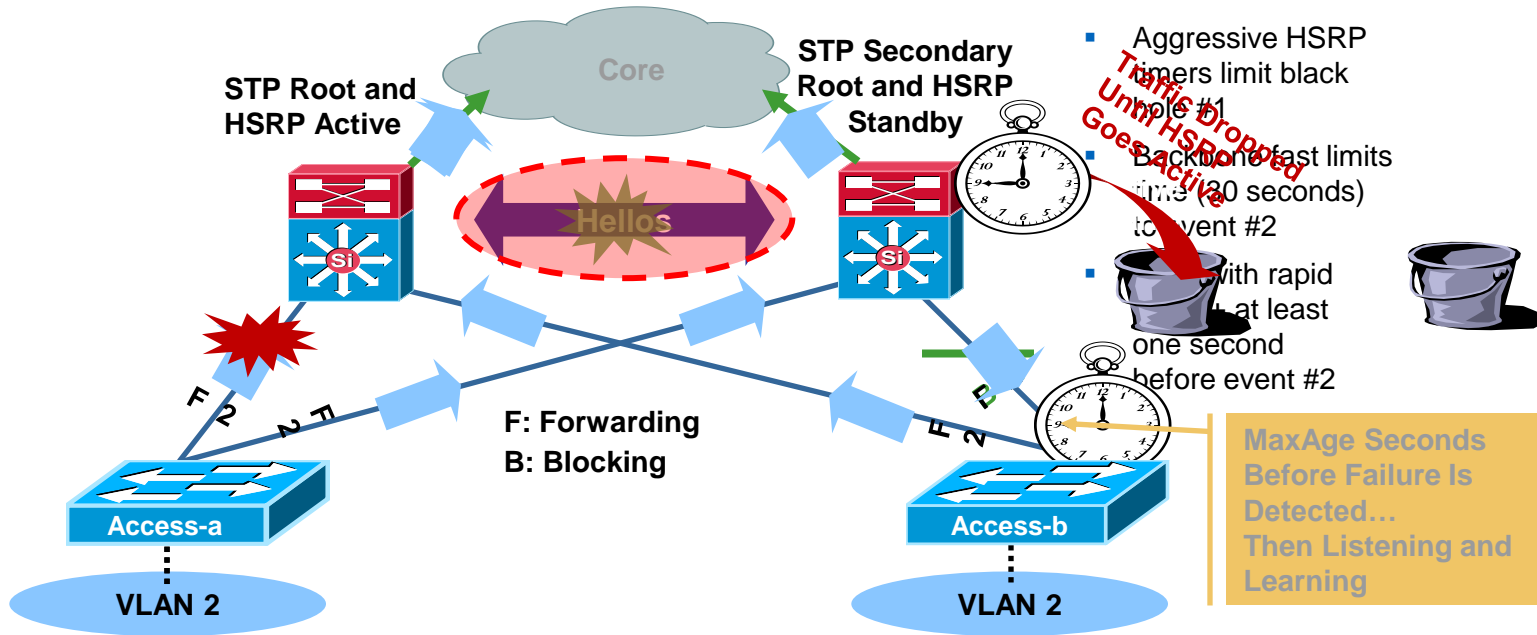 Core
STP Root and
HSRP Active
STP Secondary
Root and HSRP
Standby
Aggressive HSRP
timers limit black
hole #1
Backbone fast limits
time (30 seconds)
to event #2
with rapid
at least
one second
before event #2
Traffic Dropped
Until HSRP
Goes Active
Hellos
Si
Si
F 2
F 2
F 2
B
F: Forwarding
B: Blocking
MaxAge Seconds
Before Failure Is
Detected…
Then Listening and
Learning
Access-a
Access-b
VLAN 2
VLAN 2